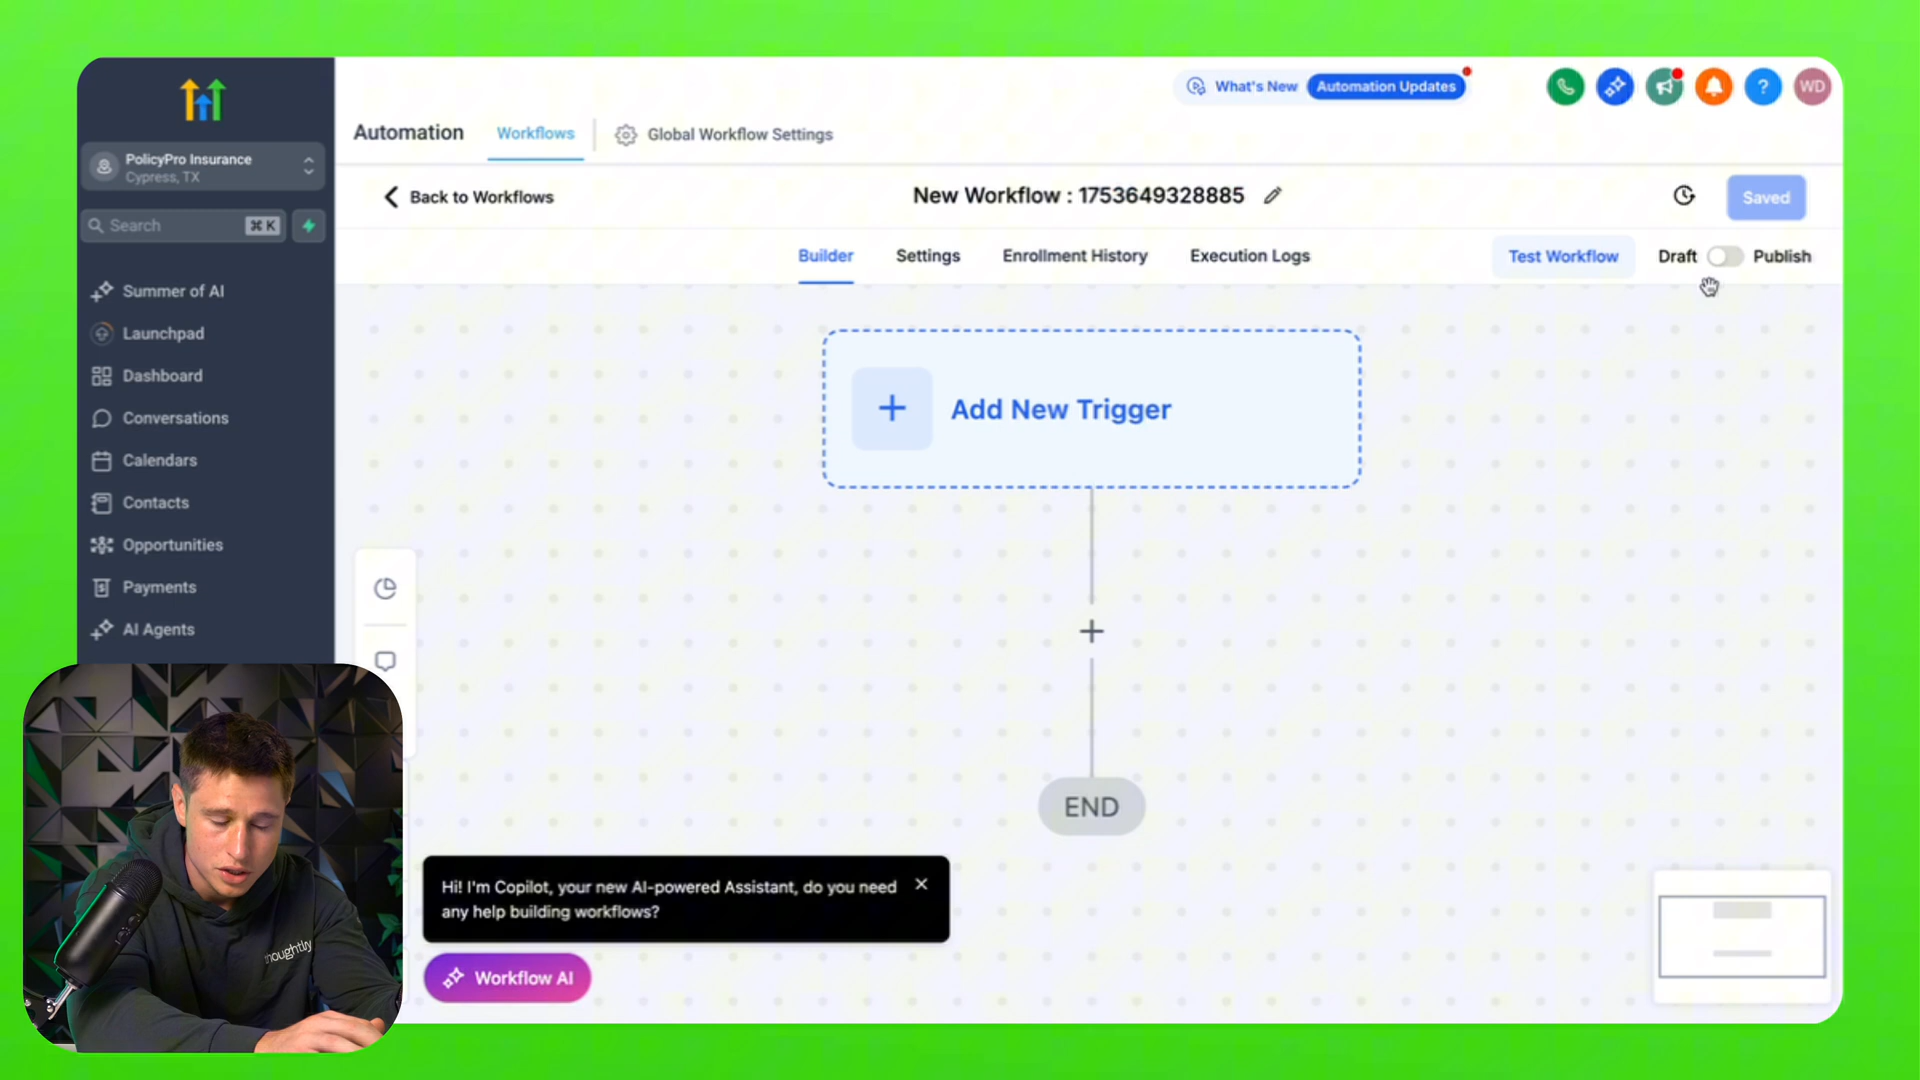 What's New
Automation Updates
WD
Automation
Workflows
Global Workflow Settings
PolicyPro Insurance
Cypress, TX
Search
⌘ K
Back to Workflows
New Workflow : 1753649328885
Saved
Builder
Settings
Enrollment History
Execution Logs
Test Workflow
Draft
Publish
Summer of AI
Launchpad
Dashboard
Conversations
Calendars
Contacts
Opportunities
Payments
AI Agents
Add New Trigger
END
Hi! I'm Copilot, your new AI-powered Assistant, do you need
any help building workflows?
Workflow AI
thoughtly